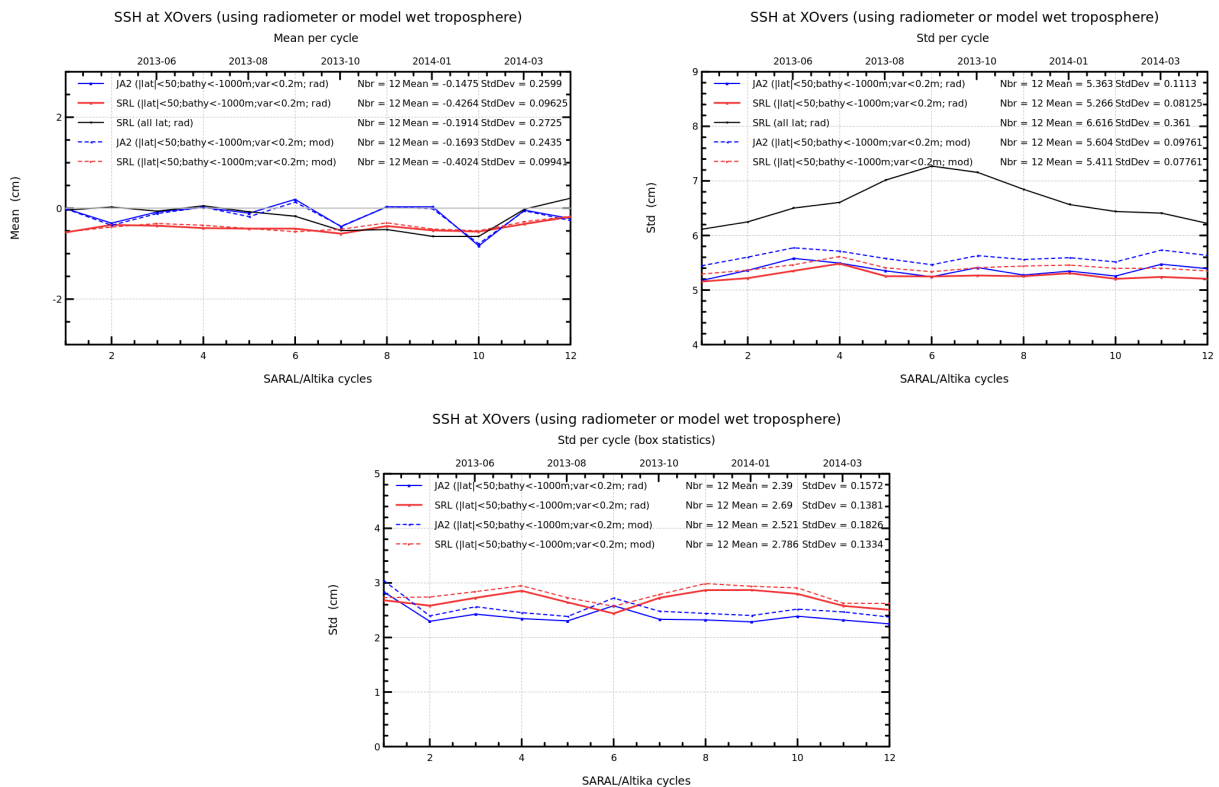 SSH at XOvers (using radiometer or model wet troposphere)
Mean per cycle
2013-06 2013-08 2013-10 2014-01 2014-03
JA2 (|lat|<50;bathy<-1000m;var<0.2m; rad) Nbr = 12 Mean = -0.1475 StdDev = 0.2599
SRL (|lat|<50;bathy<-1000m;var<0.2m; rad) Nbr = 12 Mean = -0.4264 StdDev = 0.09625
SRL (all lat; rad) Nbr = 12 Mean = -0.1914 StdDev = 0.2725
JA2 (|lat|<50;bathy<-1000m;var<0.2m; mod) Nbr = 12 Mean = -0.1693 StdDev = 0.2435
SRL (|lat|<50;bathy<-1000m;var<0.2m; mod) Nbr = 12 Mean = -0.4024 StdDev = 0.09941
2
0
-2
Mean (cm)
2 4 6 8 10 12
SARAL/Altika cycles
SSH at XOvers (using radiometer or model wet troposphere)
Std per cycle
2013-06 2013-08 2013-10 2014-01 2014-03
JA2 (|lat|<50;bathy<-1000m;var<0.2m; rad) Nbr = 12 Mean = 5.363 StdDev = 0.1113
SRL (|lat|<50;bathy<-1000m;var<0.2m; rad) Nbr = 12 Mean = 5.266 StdDev = 0.08125
SRL (all lat; rad) Nbr = 12 Mean = 6.616 StdDev = 0.361
JA2 (|lat|<50;bathy<-1000m;var<0.2m; mod) Nbr = 12 Mean = 5.604 StdDev = 0.09761
SRL (|lat|<50;bathy<-1000m;var<0.2m; mod) Nbr = 12 Mean = 5.411 StdDev = 0.07761
9
8
7
6
5
4
Std (cm)
2 4 6 8 10 12
SARAL/Altika cycles
SSH at XOvers (using radiometer or model wet troposphere)
Std per cycle (box statistics)
2013-06 2013-08 2013-10 2014-01 2014-03
JA2 (|lat|<50;bathy<-1000m;var<0.2m; rad) Nbr = 12 Mean = 2.39 StdDev = 0.1572
SRL (|lat|<50;bathy<-1000m;var<0.2m; rad) Nbr = 12 Mean = 2.69 StdDev = 0.1381
JA2 (|lat|<50;bathy<-1000m;var<0.2m; mod) Nbr = 12 Mean = 2.521 StdDev = 0.1826
SRL (|lat|<50;bathy<-1000m;var<0.2m; mod) Nbr = 12 Mean = 2.786 StdDev = 0.1334
5
4
3
2
1
0
Std (cm)
2 4 6 8 10 12
SARAL/Altika cycles